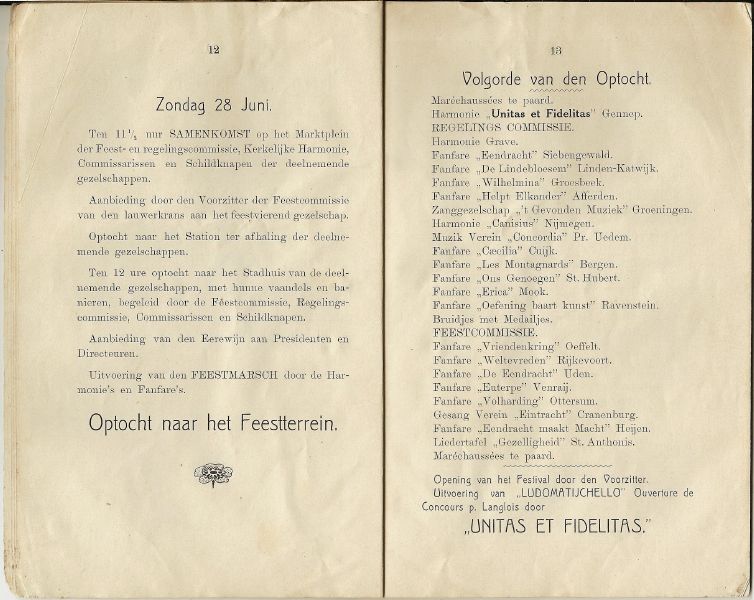 12
Zondag 28 Juni.
Ten 11½ uur SAMENKOMST op het Marktplein
der Feest- en regelingscommissie, Kerkelijke Harmonie,
Commissarissen en Schildknapen der deelnemende
gezelschappen.
Aanbieding door den Voorzitter der Feestcommissie
van den lauwerkrans aan het feestvierend gezelschap.
Optocht naar het Station ter afhaling der deelne-
mende gezelschappen.
Ten 12 ure optocht naar het Stadhuis van de deel-
nemende gezelschappen, met hunne vaandels en ba-
nieren, begeleid door de Féestcommissie, Regelings-
commissie, Commissarissen en Schildknapen.
Aanbieding van den Eerewijn aan Presidenten en
Directeuren.
Uitvoering van den FEESTMARSCH door de Har-
monie's en Fanfare's.
Optocht naar het Feestterrein.
13
Volgorde van den Optocht.
Maréchaussées te paard.
Harmonie „Unitas et Fidelitas" Gennep.
REGELINGS COMMISSIE.
Harmonie Grave.
Fanfare „Eendracht" Siebengewald.
Fanfare „De Lindebloesem" Linden-Katwijk.
Fanfare „Wilhelmina" Groesbeek.
Fanfare „Helpt Elkander" Afferden.
Zanggezelschap „'t Gevonden Muziek" Groeningen.
Harmonie „Canisius" Nijmegen.
Muzik Verein „Concordia" Pr. Uedem.
Fanfare „Cæcilia" Cuijk.
Fanfare „Les Montagnards" Bergen.
Fanfare „Ons Genoegen" St. Hubert.
Fanfare „Erica" Mook.
Fanfare „Oefening baart kunst" Ravenstein.
Bruidjes met Medailjes.
FEESTCOMMISSIE.
Fanfare „Vriendenkring" Oeffelt.
Fanfare „Weltevreden" Rijkevoort.
Fanfare „De Eendracht" Uden.
Fanfare „Euterpe" Venraij.
Fanfare „Volharding" Ottersum.
Gesang Verein „Eintracht" Cranenburg.
Fanfare „Eendracht maakt Macht" Heijen.
Liedertafel „Gezelligheid" St. Anthonis.
Maréchaussées te paard.
Opening van het Festival door den Voorzitter.
Uitvoering van „LUDOMATIJCHELLO" Ouverture de
Concours p. Langlois door
„UNITAS ET FIDELITAS."